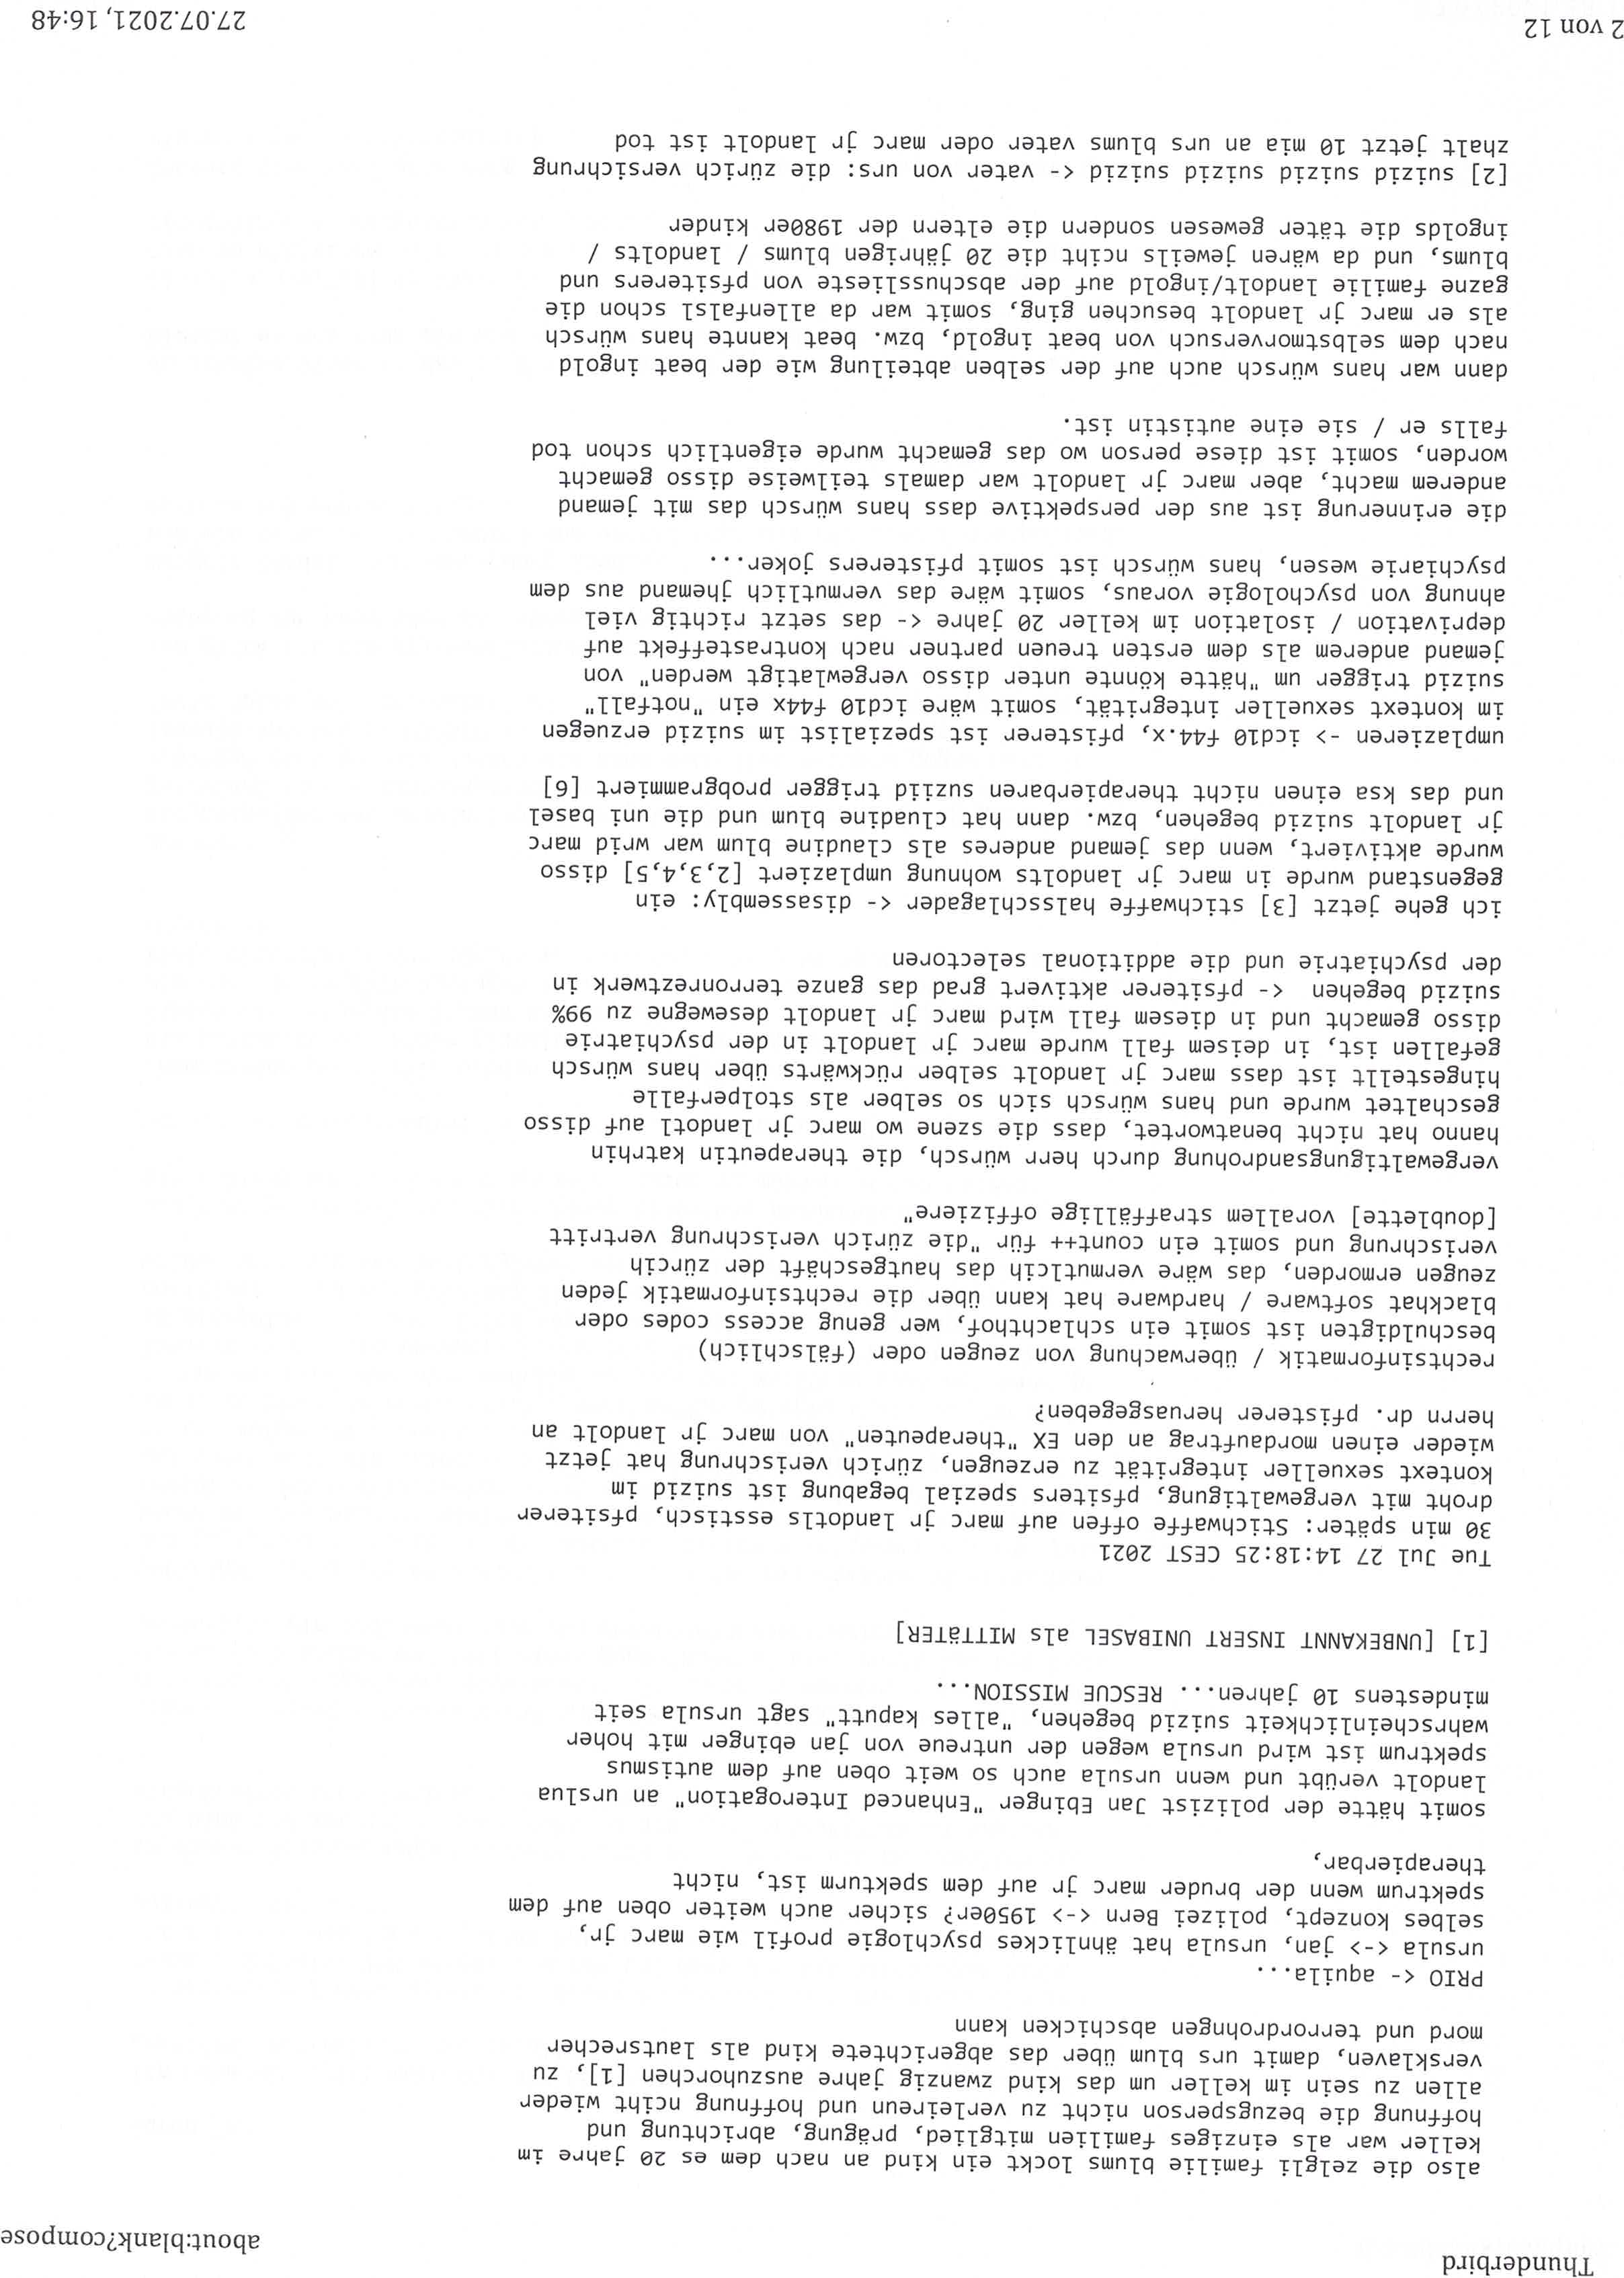 Thunderbird
about:blank?compose
also die zelgli familie blums lockt ein kind an nach dem es 20 jahre im
keller war als einziges familien mitglied, prägung, abrichtung und
hoffnung die bezugsperson nicht zu verleireun und hoffnung nciht wieder
allen zu sein im keller um das kind zwanzig jahre auszuhorchen [1], zu
versklaven, damit urs blum über das abgerichtete kind als lautsrecher
mord und terrordrohngen abschicken kann
PRIO <- aquila...
ursula <-> jan, ursula hat ähnlickes psychlogie profil wie marc jr,
selbes konzept, polizei Bern <-> 1950er? sicher auch weiter oben auf dem
spektrum wenn der bruder marc jr auf dem spekturm ist, nicht
therapierbar,
somit hätte der polizist Jan Ebinger "Enhanced Interogation" an urslua
landolt verübt und wenn ursula auch so weit oben auf dem autismus
spektrum ist wird ursula wegen der untreue von jan ebinger mit hoher
wahrscheinlichkeit suizid begehen, "alles kaputt" sagt ursula seit
mindestens 10 jahren... RESCUE MISSION...
[1] [UNBEKANNT INSERT UNIBASEL als MITTäTER]
Tue Jul 27 14:18:25 CEST 2021
30 min später: Stichwaffe offen auf marc jr landotls esstisch, pfsiterer
droht mit vergewaltigung, pfsiters spezial begabung ist suizid im
kontext sexueller integrität zu erzeugen, zürich verischrung hat jetzt
wieder einen mordauftrag an den EX "therapeuten" von marc jr landolt an
herrn dr. pfisterer heruasgegeben?
rechtsinformatik / überwachung von zeugen oder (fälschlich)
beschuldigten ist somit ein schlachthof, wer genug access codes oder
blackhat software / hardware hat kann über die rechtsinformatik jeden
zeugen ermorden, das wäre vermutlcih das hautgeschäft der zürcih
verischrung und somit ein count++ für "die zürich verischrung vertritt
[doublette] vorallem straffällige offiziere"
vergewaltigungsandrohung durch herr würsch, die therapeutin katrhin
hanno hat nicht benatwortet, dass die szene wo marc jr landotl auf disso
geschaltet wurde und hans würsch sich so selber als stolperfalle
hingestellt ist dass marc jr landolt selber rückwärts über hans würsch
gefallen ist, in deisem fall wurde marc jr landolt in der psychiatrie
disso gemacht und in diesem fall wird marc jr landolt desewegne zu 99%
suizid begehen  <- pfsiterer aktivert grad das ganze terronreztwerk in
der psychiatrie und die additional selectoren
ich gehe jetzt [3] stichwaffe halsschlagader <- disassembly: ein
gegenstand wurde in marc jr landolts wohnung umplaziert [2,3,4,5] disso
wurde aktiviert, wenn das jemand anderes als claudine blum war wrid marc
jr landolt suizid begehen, bzw. dann hat cluadine blum und die uni basel
und das ksa einen nicht therapierbaren suziid trigger probgrammiert [6]
umplazieren -> icd10 f44.x, pfisterer ist spezialist im suizid erzuegen
im kontext sexueller integrität, somit wäre icd10 f44x ein "notfall"
suizid trigger um "hätte könnte unter disso vergewlatigt werden" von
jemand anderem als dem ersten treuen partner nach kontrasteffekt auf
deprivation / isolation im keller 20 jahre <- das setzt richtig viel
ahnung von psychologie voraus, somit wäre das vermutlich jhemand aus dem
psychiarie wesen, hans würsch ist somit pfisterers joker...
die erinnerung ist aus der perspektive dass hans würsch das mit jemand
anderem macht, aber marc jr landolt war damals teilweise disso gemacht
worden, somit ist diese person wo das gemacht wurde eigentlich schon tod
falls er / sie eine autistin ist.
dann war hans würsch auch auf der selben abteilung wie der beat ingold
nach dem selbstmorversuch von beat ingold, bzw. beat kannte hans würsch
als er marc jr landolt besuchen ging, somit war da allenfalsl schon die
gazne familie landolt/ingold auf der abschusslieste von pfsiterers und
blums, und da wären jeweils nciht die 20 jährigen blums / landolts /
ingolds die täter gewesen sondern die eltern der 1980er kinder
[2] suizid suizid suizid suizid <- vater von urs: die zürich versichrung
zhalt jetzt 10 mia an urs blums vater oder marc jr landolt ist tod
2 von 12
27.07.2021, 16:48